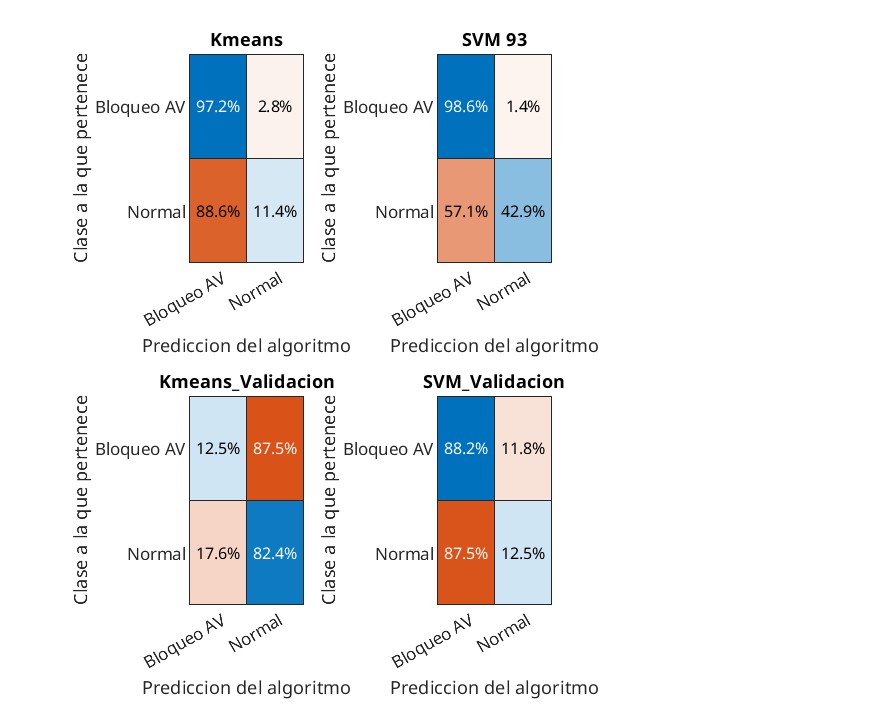 Kmeans
Clase a la que pertenece
Bloqueo AV
97.2% 2.8%
Normal
88.6% 11.4%
Bloqueo AV
Normal
Prediccion del algoritmo
SVM 93
Clase a la que pertenece
Bloqueo AV
98.6% 1.4%
Normal
57.1% 42.9%
Bloqueo AV
Normal
Prediccion del algoritmo
Kmeans_Validacion
Clase a la que pertenece
Bloqueo AV
12.5% 87.5%
Normal
17.6% 82.4%
Bloqueo AV
Normal
Prediccion del algoritmo
SVM_Validacion
Clase a la que pertenece
Bloqueo AV
88.2% 11.8%
Normal
87.5% 12.5%
Bloqueo AV
Normal
Prediccion del algoritmo